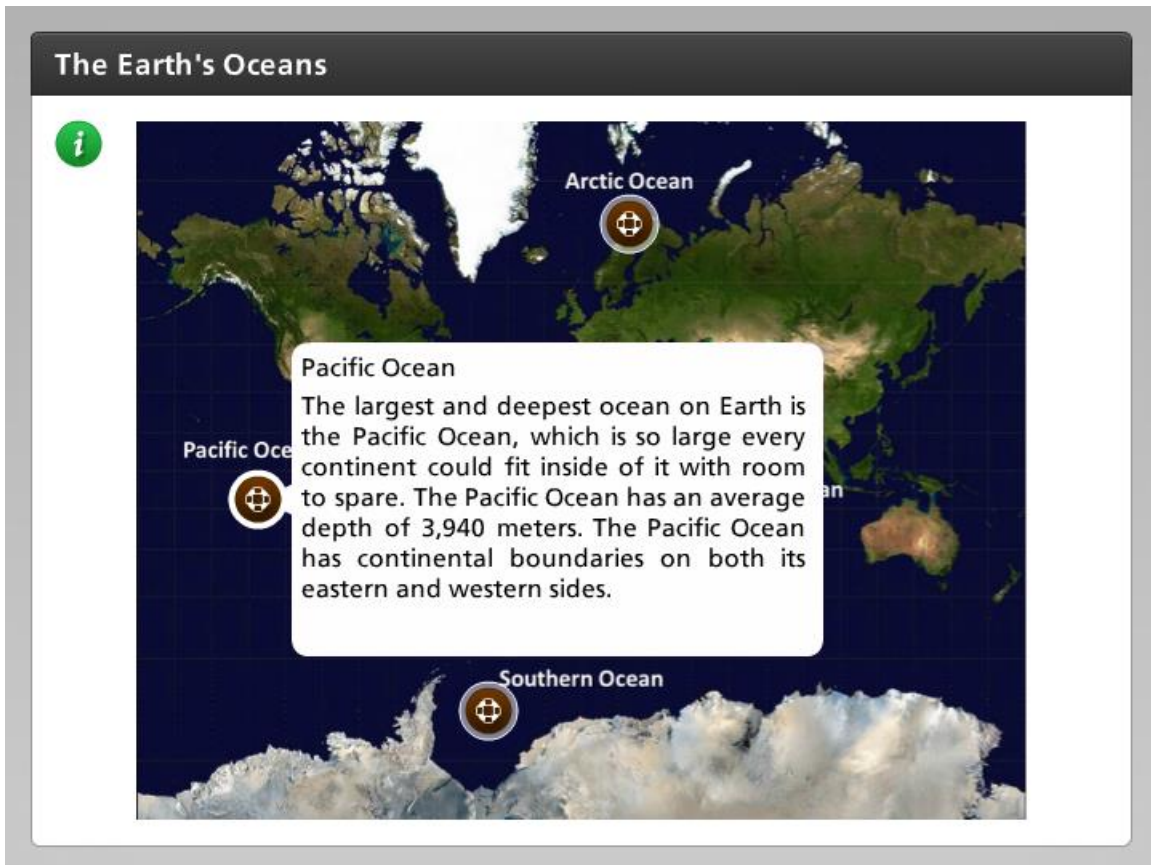 The Earth's Oceans
i
Arctic Ocean
Pacific Ocean
The largest and deepest ocean on Earth is
the Pacific Ocean, which is so large every
continent could fit inside of it with room
to spare. The Pacific Ocean has an average
depth of 3,940 meters. The Pacific Ocean
has continental boundaries on both its
eastern and western sides.
Pacific Oce
an
Southern Ocean